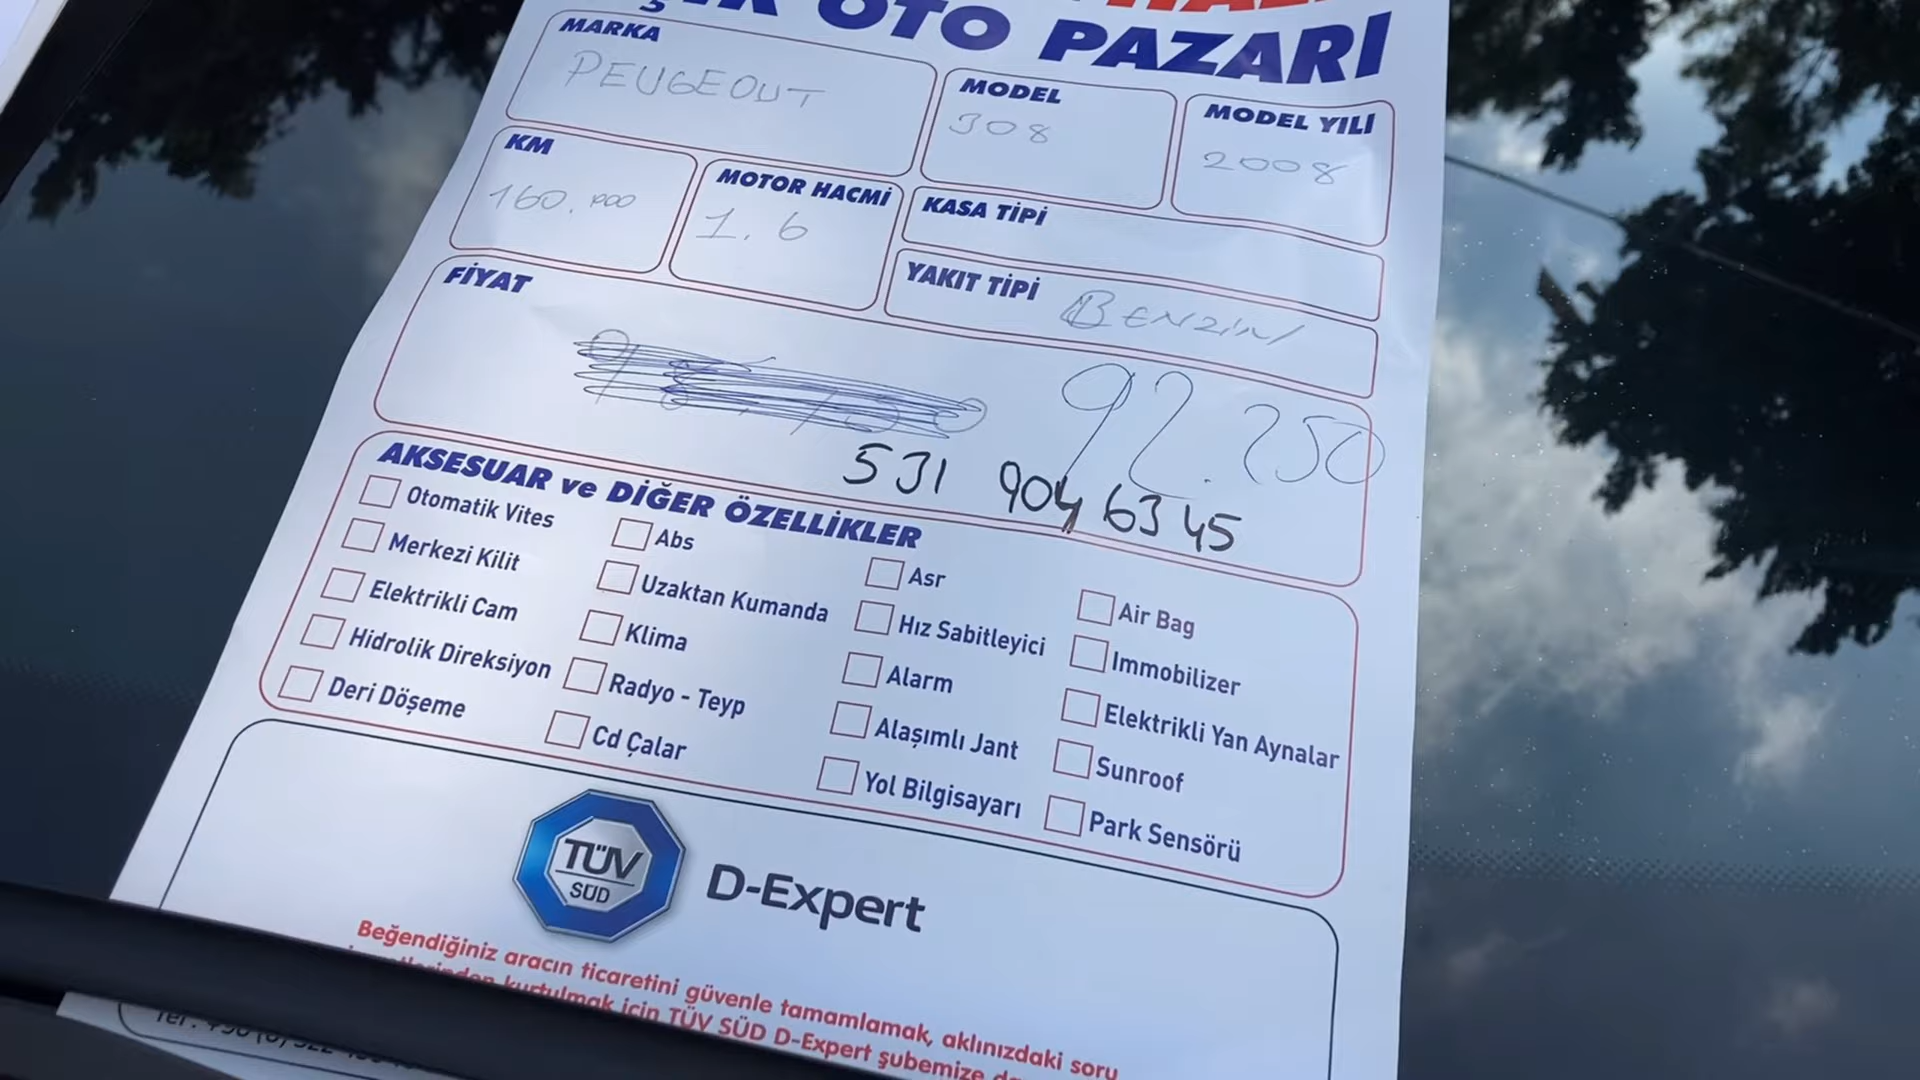 OTO PAZARI
MARKA
PEUGEOUT
MODEL
308
MODEL YILI
2008
KM
160.000
MOTOR HACMİ
1.6
KASA TİPİ
YAKIT TİPİ
BENZİN
FİYAT
92.250
531 904 63 45
AKSESUAR ve DİĞER ÖZELLİKLER
Otomatik Vites
Merkezi Kilit
Elektrikli Cam
Hidrolik Direksiyon
Deri Döşeme
Abs
Uzaktan Kumanda
Klima
Radyo - Teyp
Cd Çalar
Asr
Hız Sabitleyici
Alarm
Alaşımlı Jant
Yol Bilgisayarı
Air Bag
Immobilizer
Elektrikli Yan Aynalar
Sunroof
Park Sensörü
TÜV
SÜD
D-Expert
Beğendiğiniz aracın ticaretini güvenle tamamlamak, aklınızdaki soru
kurtulmak için TÜV SÜD D-Expert şubemize